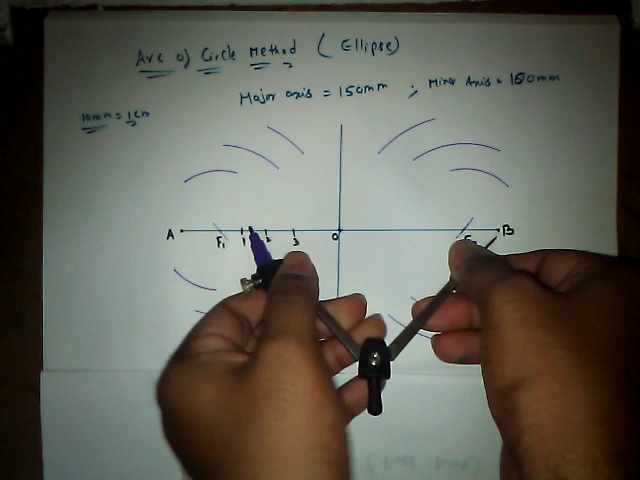 Arc of Circle Method ( Ellipse)
Major axis = 150mm ; Minor Axis = 100mm
10mm = 1cm
A F1 1 2 3 O B